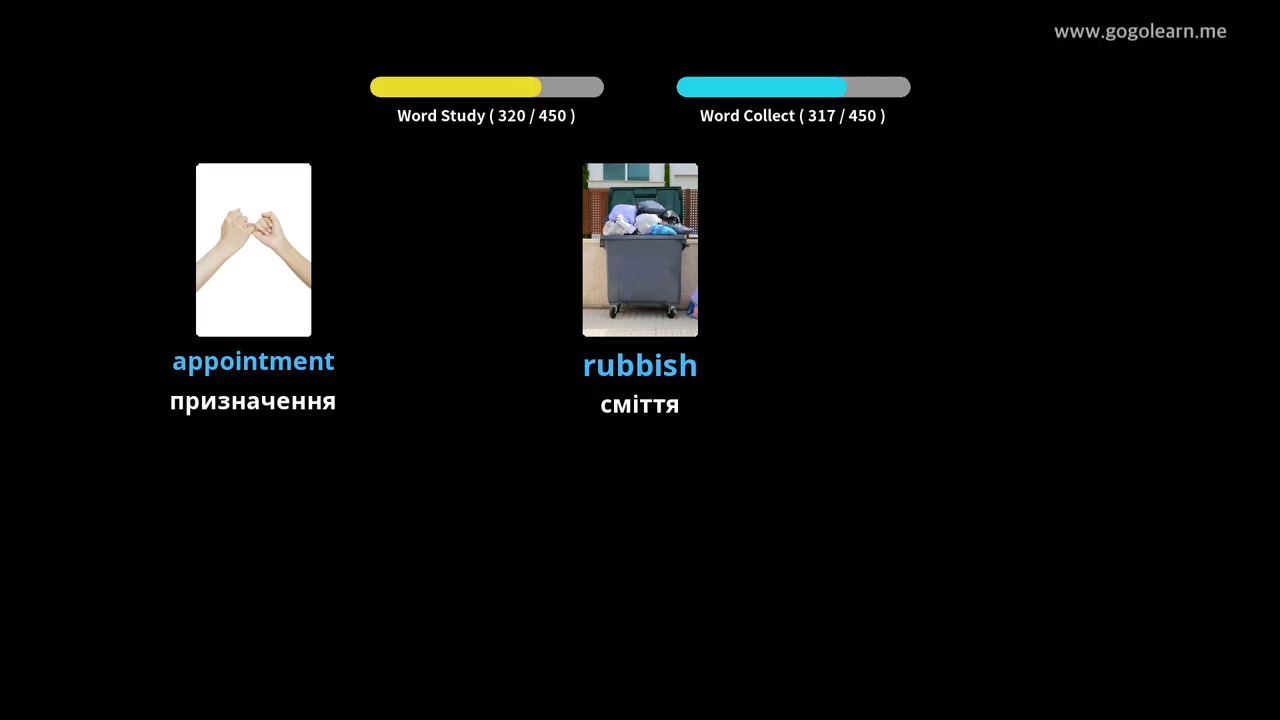 www.gogolearn.me
Word Study ( 320 / 450 )
Word Collect ( 317 / 450 )
appointment
призначення
rubbish
сміття